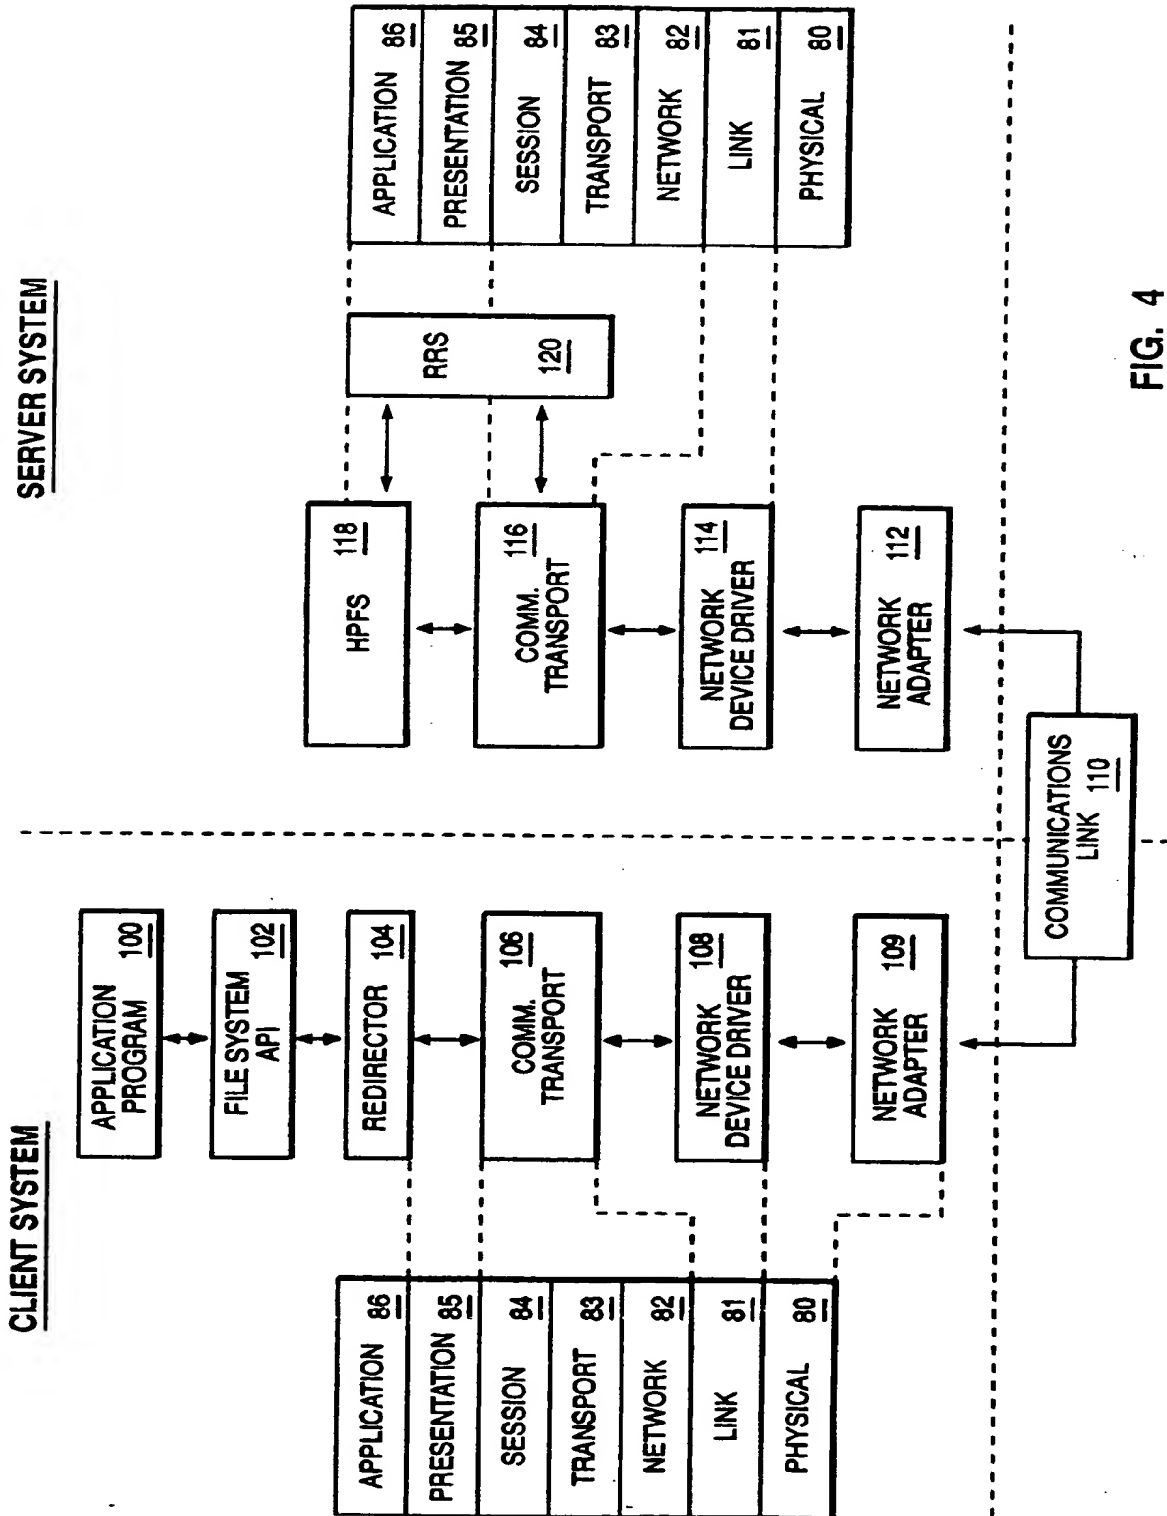 CLIENT SYSTEM
APPLICATION 86
PRESENTATION 85
SESSION 84
TRANSPORT 83
NETWORK 82
LINK 81
PHYSICAL 80
APPLICATION
PROGRAM 100
FILE SYSTEM
API 102
REDIRECTOR 104
COMM.
TRANSPORT 106
NETWORK
DEVICE DRIVER 108
NETWORK
ADAPTER 109
COMMUNICATIONS
LINK 110
SERVER SYSTEM
HPFS 118
COMM.
TRANSPORT 116
NETWORK
DEVICE DRIVER 114
NETWORK
ADAPTER 112
RRS 120
APPLICATION 86
PRESENTATION 85
SESSION 84
TRANSPORT 83
NETWORK 82
LINK 81
PHYSICAL 80
FIG. 4